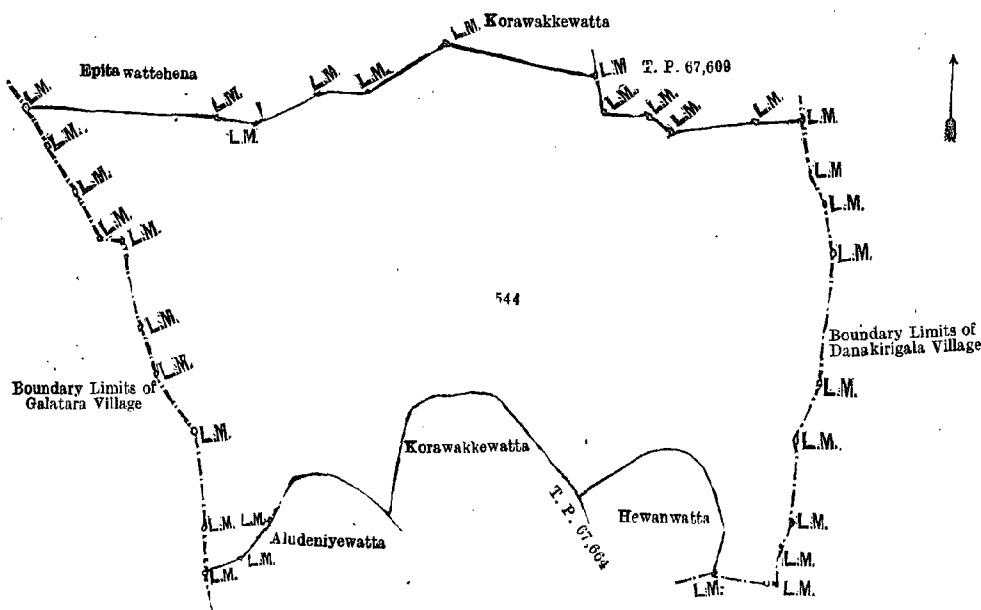 L.M. Korawakkewatta
Epita wattehena
L.M.
L.M.
L.M T. P. 67,609
L.M.
L.M.
L.M.
L.M.
L.M.
L.M.
L.M.
L.M.
L.M.
L.M.
L.M
L.M.
L.M.
L.M.
L.M.
L.M.
544
L.M.
Boundary Limits of
Danakirigala Village
L.M.
Boundary Limits of
Galatara Village
L.M.
L.M.
L.M.
Korawakkewatta
T. P. 67,664
Hewanwatta
L.M. L.M.
L.M.
Aludeniyewatta
L.M.
L.M.
L.M.
L.M.
L.M.